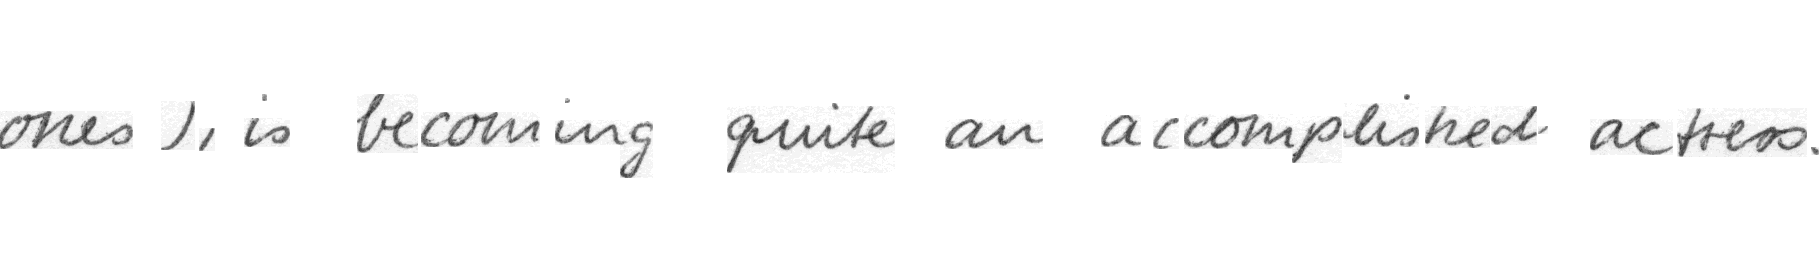 ones ), is becoming quite an accomplished actress.